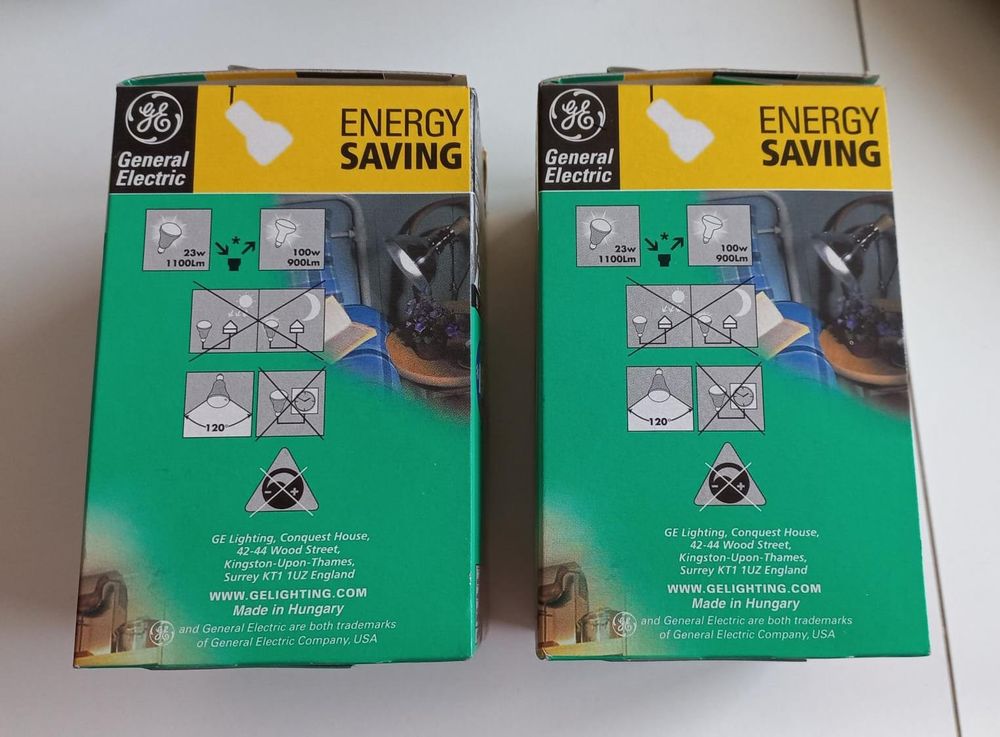 GE
General
Electric
ENERGY
SAVING
23w
1100Lm
*
100w
900Lm
120°
- +
GE Lighting, Conquest House,
42-44 Wood Street,
Kingston-Upon-Thames,
Surrey KT1 1UZ England
WWW.GELIGHTING.COM
Made in Hungary
GE and General Electric are both trademarks
of General Electric Company, USA
GE
General
Electric
ENERGY
SAVING
23w
1100Lm
*
100w
900Lm
120°
- +
GE Lighting, Conquest House,
42-44 Wood Street,
Kingston-Upon-Thames,
Surrey KT1 1UZ England
WWW.GELIGHTING.COM
Made in Hungary
GE and General Electric are both trademarks
of General Electric Company, USA